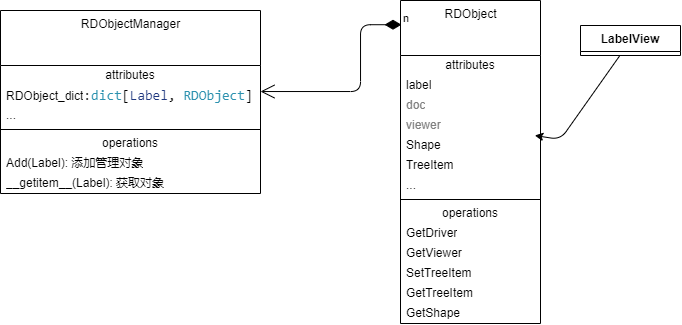 RDObjectManager
attributes
RDObject_dict:dict[Label, RDObject]
...
operations
Add(Label): 添加管理对象
__getitem__(Label): 获取对象
n
RDObject
attributes
label
doc
viewer
Shape
TreeItem
...
operations
GetDriver
GetViewer
SetTreeItem
GetTreeItem
GetShape
LabelView